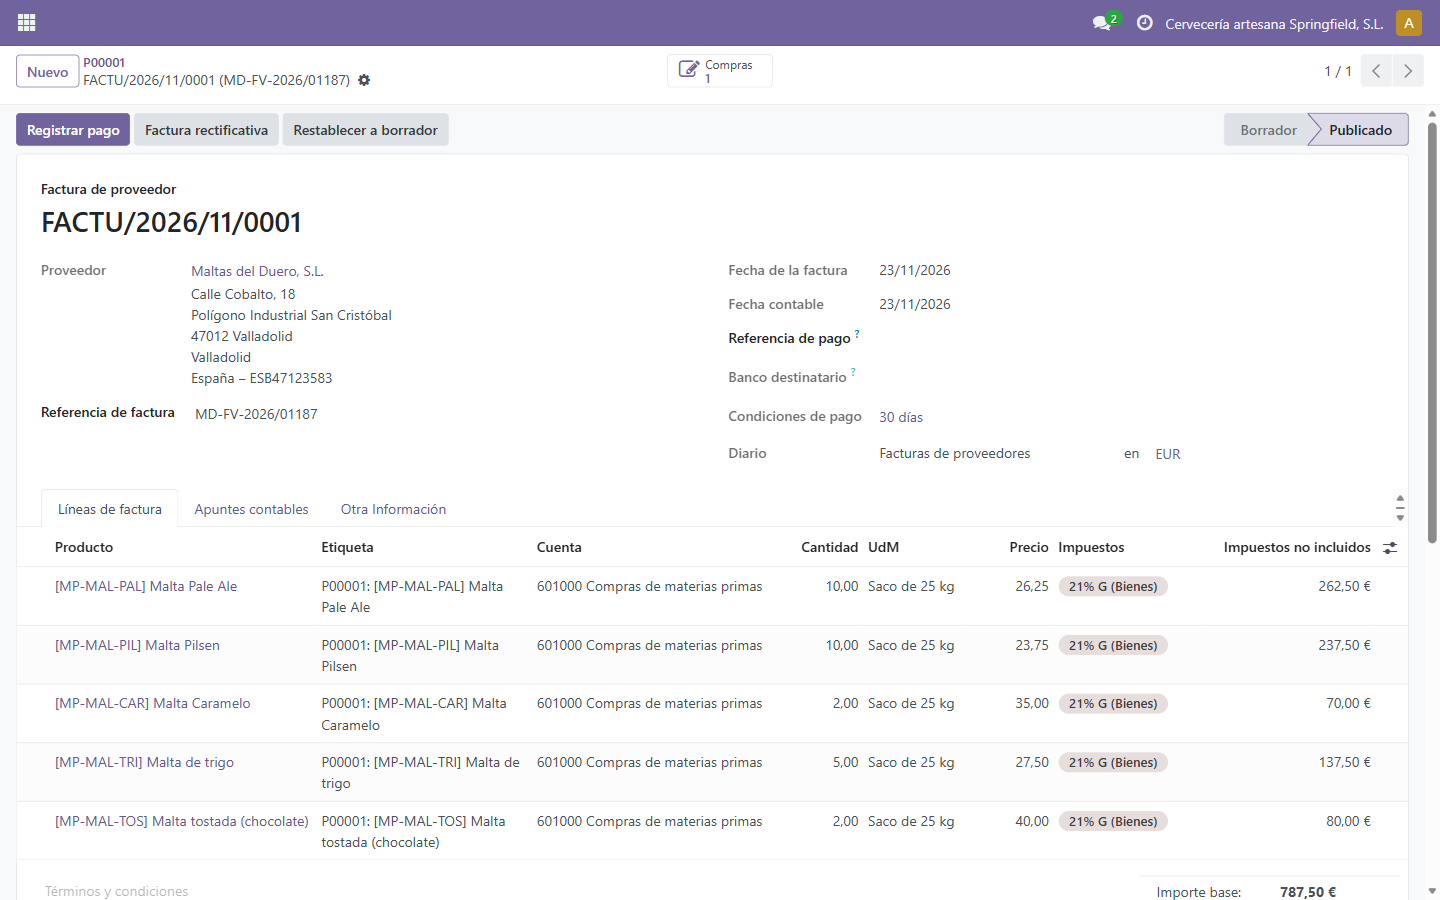 2
Cervecería artesana Springfield, S.L.
A
Nuevo
P00001
FACTU/2026/11/0001 (MD-FV-2026/01187)
Compras
1
1 / 1
Registrar pago
Factura rectificativa
Restablecer a borrador
Borrador
Publicado
Factura de proveedor
FACTU/2026/11/0001
Proveedor
Maltas del Duero, S.L.
Calle Cobalto, 18
Polígono Industrial San Cristóbal
47012 Valladolid
Valladolid
España – ESB47123583
Referencia de factura
MD-FV-2026/01187
Fecha de la factura
23/11/2026
Fecha contable
23/11/2026
Referencia de pago ?
Banco destinatario ?
Condiciones de pago
30 días
Diario
Facturas de proveedores
en
EUR
Líneas de factura
Apuntes contables
Otra Información
Producto Etiqueta Cuenta Cantidad UdM Precio Impuestos Impuestos no incluidos
[MP-MAL-PAL] Malta Pale Ale P00001: [MP-MAL-PAL] Malta 601000 Compras de materias primas 10,00 Saco de 25 kg 26,25 21% G (Bienes) 262,50 €
Pale Ale
[MP-MAL-PIL] Malta Pilsen P00001: [MP-MAL-PIL] Malta 601000 Compras de materias primas 10,00 Saco de 25 kg 23,75 21% G (Bienes) 237,50 €
Pilsen
[MP-MAL-CAR] Malta Caramelo P00001: [MP-MAL-CAR] Malta 601000 Compras de materias primas 2,00 Saco de 25 kg 35,00 21% G (Bienes) 70,00 €
Caramelo
[MP-MAL-TRI] Malta de trigo P00001: [MP-MAL-TRI] Malta de 601000 Compras de materias primas 5,00 Saco de 25 kg 27,50 21% G (Bienes) 137,50 €
trigo
[MP-MAL-TOS] Malta tostada (chocolate) P00001: [MP-MAL-TOS] Malta 601000 Compras de materias primas 2,00 Saco de 25 kg 40,00 21% G (Bienes) 80,00 €
tostada (chocolate)
Términos y condiciones
Importe base: 787,50 €